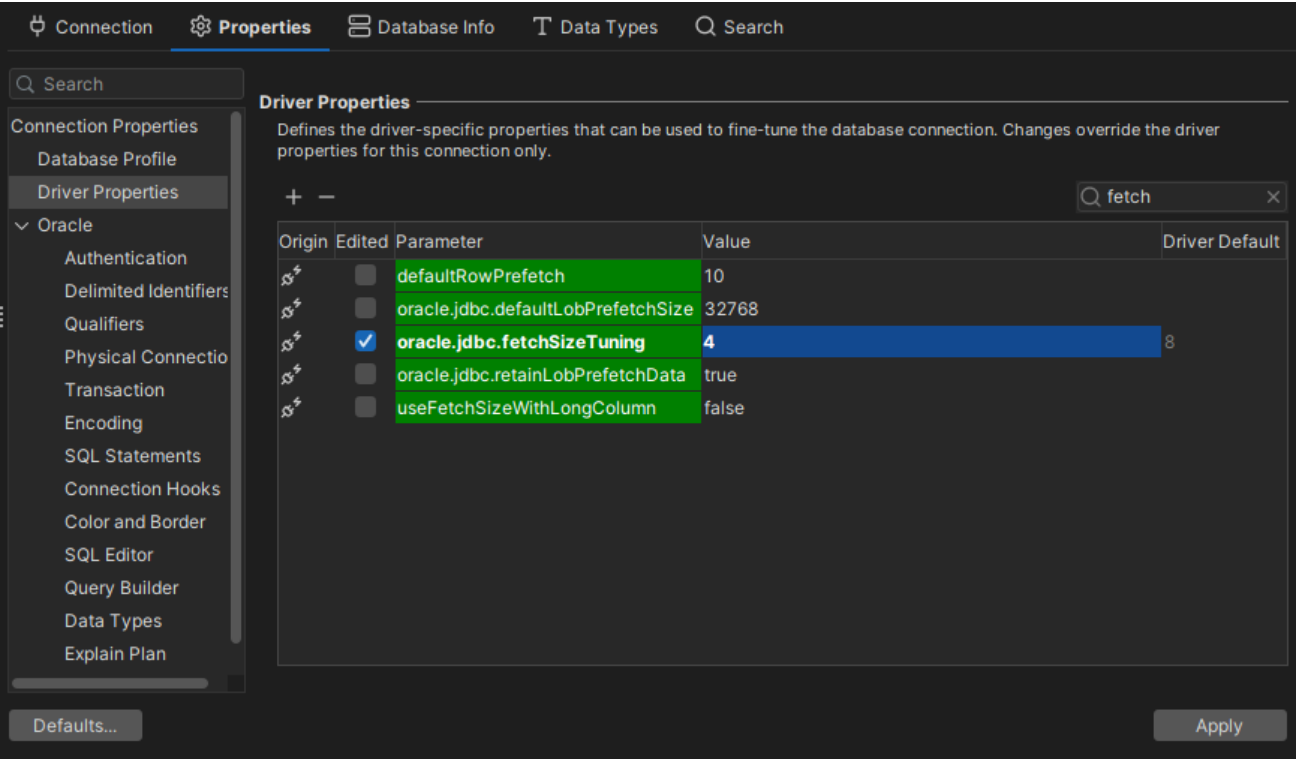 Connection Properties Database Info Data Types Search
Search
Connection Properties
Database Profile
Driver Properties
Oracle
Authentication
Delimited Identifiers
Qualifiers
Physical Connectio
Transaction
Encoding
SQL Statements
Connection Hooks
Color and Border
SQL Editor
Query Builder
Data Types
Explain Plan
Defaults...
Driver Properties
Defines the driver-specific properties that can be used to fine-tune the database connection. Changes override the driver
properties for this connection only.
fetch
Origin Edited Parameter Value Driver Default
defaultRowPrefetch 10
oracle.jdbc.defaultLobPrefetchSize 32768
oracle.jdbc.fetchSizeTuning 4 8
oracle.jdbc.retainLobPrefetchData true
useFetchSizeWithLongColumn false
Apply